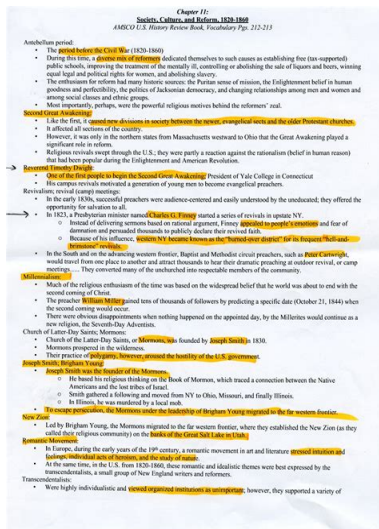 Chapter 11:
Society, Culture, and Reform, 1820-1860
AMSCO U.S. History Review Book, Vocabulary Pgs. 212-213
Antebellum period:
• The period before the Civil War (1820-1860)
• During this time, a diverse mix of reformers dedicated themselves to such causes as establishing free (tax-supported)
public schools, improving the treatment of the mentally ill, controlling or abolishing the sale of liquors and beers, winning
equal legal and political rights for women, and abolishing slavery.
• The enthusiasm for reform had many historic sources: the Puritan sense of mission, the Enlightenment belief in human
goodness and perfectibility, the politics of Jacksonian democracy, and changing relationships among men and women and
among social classes and ethnic groups.
• Most importantly, perhaps, were the powerful religious motives behind the reformers' zeal.
Second Great Awakening:
• Like the first, it caused new divisions in society between the newer, evangelical sects and the older Protestant churches.
• It affected all sections of the country.
• However, it was only in the northern states from Massachusetts westward to Ohio that the Great Awakening played a
significant role in reform.
• Religious revivals swept through the U.S.; they were partly a reaction against the rationalism (belief in human reason)
that had been popular during the Enlightenment and American Revolution.
Reverend Timothy Dwight:
• One of the first people to begin the Second Great Awakening; President of Yale College in Connecticut
• His campus revivals motivated a generation of young men to become evangelical preachers.
Revivalism; revival (camp) meetings:
• In the early 1830s, successful preachers were audience-centered and easily understood by the uneducated; they offered the
opportunity for salvation to all.
• In 1823, a Presbyterian minister named Charles G. Finney started a series of revivals in upstate NY.
o Instead of delivering sermons based on rational argument, Finney appealed to people's emotions and fear of
damnation and persuaded thousands to publicly declare their revived faith.
o Because of his influence, western NY became known as the "burned-over district" for its frequent "hell-and-
brimstone" revivals.
• In the South and on the advancing western frontier, Baptist and Methodist circuit preachers, such as Peter Cartwright,
would travel from one place to another and attract thousands to hear their dramatic preaching at outdoor revival, or camp
meetings …. They converted many of the unchurched into respectable members of the community.
Millennialism:
• Much of the religious enthusiasm of the time was based on the widespread belief that he world was about to end with the
second coming of Christ.
• The preacher William Miller gained tens of thousands of followers by predicting a specific date (October 21, 1844) when
the second coming would occur.
• There were obvious disappointments when nothing happened on the appointed day, by the Millerites would continue as a
new religion, the Seventh-Day Adventists.
Church of Latter-Day Saints; Mormons:
• Church of the Latter-Day Saints, or Mormons, was founded by Joseph Smith in 1830.
• Mormons prospered in the wilderness.
• Their practice of polygamy, however, aroused the hostility of the U.S. government.
Joseph Smith; Brigham Young:
• Joseph Smith was the founder of the Mormons.
o He based his religious thinking on the Book of Mormon, which traced a connection between the Native
Americans and the lost tribes of Israel.
o Smith gathered a following and moved from NY to Ohio, Missouri, and finally Illinois.
o In Illinois, he was murdered by a local mob.
• To escape persecution, the Mormons under the leadership of Brigham Young migrated to the far western frontier.
New Zion:
• Led by Brigham Young, the Mormons migrated to the far western frontier, where they established the New Zion (as they
called their religious community) on the banks of the Great Salt Lake in Utah.
Romantic Movement:
• In Europe, during the early years of the 19th century, a romantic movement in art and literature stressed intuition and
feelings, individual acts of heroism, and the study of nature.
• At the same time, in the U.S. from 1820-1860, these romantic and idealistic themes were best expressed by the
transcendentalists, a small group of New England writers and reformers.
Transcendentalists:
• Were highly individualistic and viewed organized institutions as unimportant; however, they supported a variety of